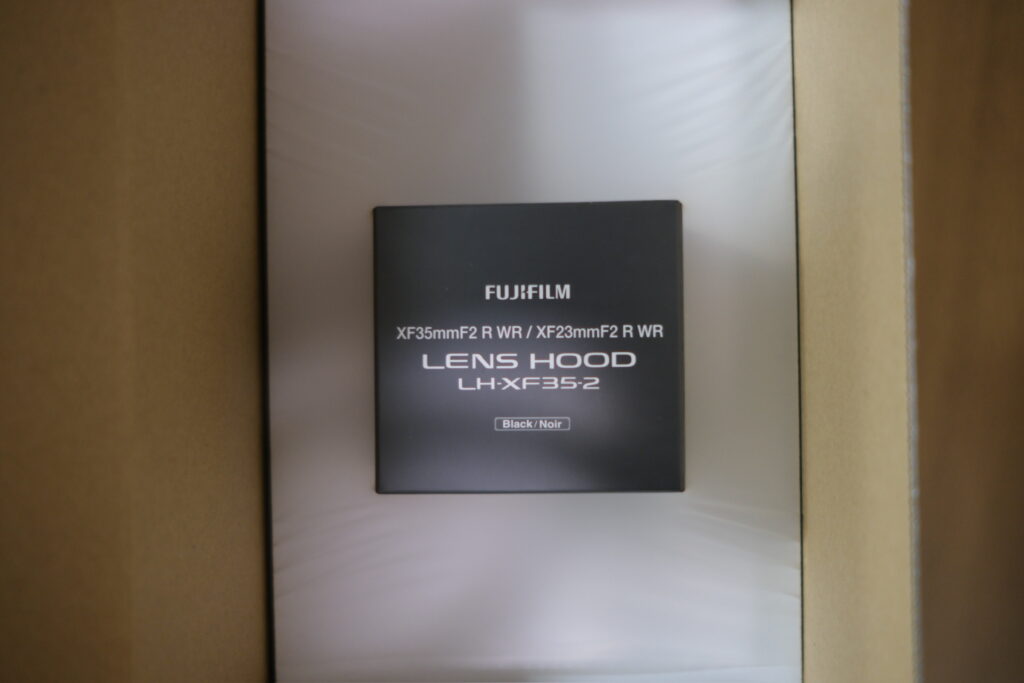 FUJIFILM
XF35mmF2 R WR / XF23mmF2 R WR
LENS HOOD
LH-XF35-2
Black/Noir